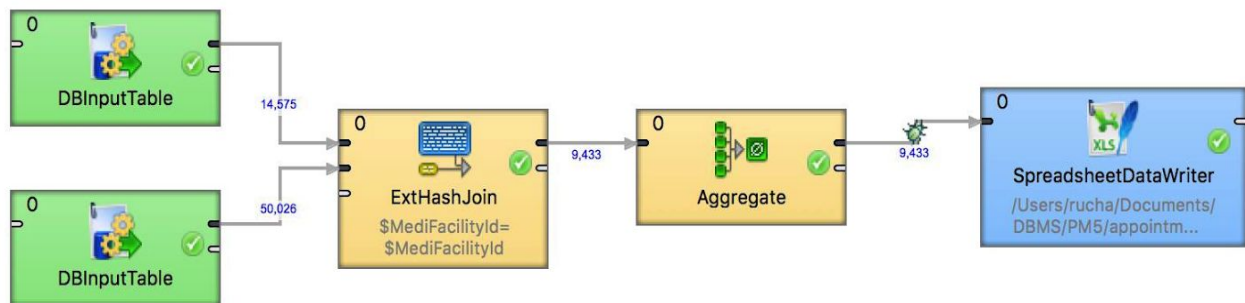 0
DBInputTable
14,575
0
DBInputTable
50,026
0
ExtHashJoin
$MediFacilityId=
$MediFacilityId
9,433
0
Aggregate
9,433
0
XLS
SpreadsheetDataWriter
/Users/rucha/Documents/
DBMS/PM5/appointm...